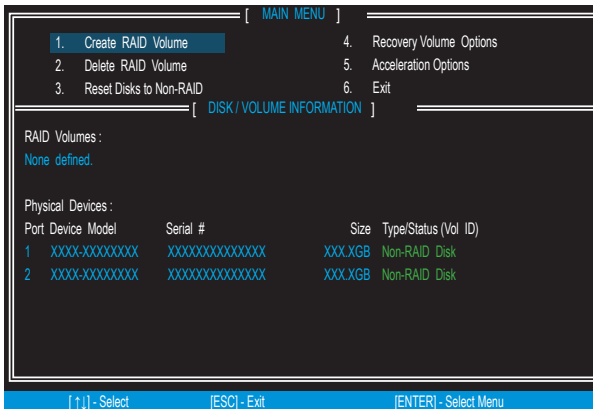 [ MAIN MENU ]
1. Create RAID Volume 4. Recovery Volume Options
2. Delete RAID Volume 5. Acceleration Options
3. Reset Disks to Non-RAID 6. Exit
[ DISK / VOLUME INFORMATION ]
RAID Volumes :
None defined.
Physical Devices :
Port Device Model Serial # Size Type/Status (Vol ID)
1 XXXX-XXXXXXXX XXXXXXXXXXXXXX XXX.XGB Non-RAID Disk
2 XXXX-XXXXXXXX XXXXXXXXXXXXXX XXX.XGB Non-RAID Disk
[ ↑↓] - Select [ESC] - Exit [ENTER] - Select Menu